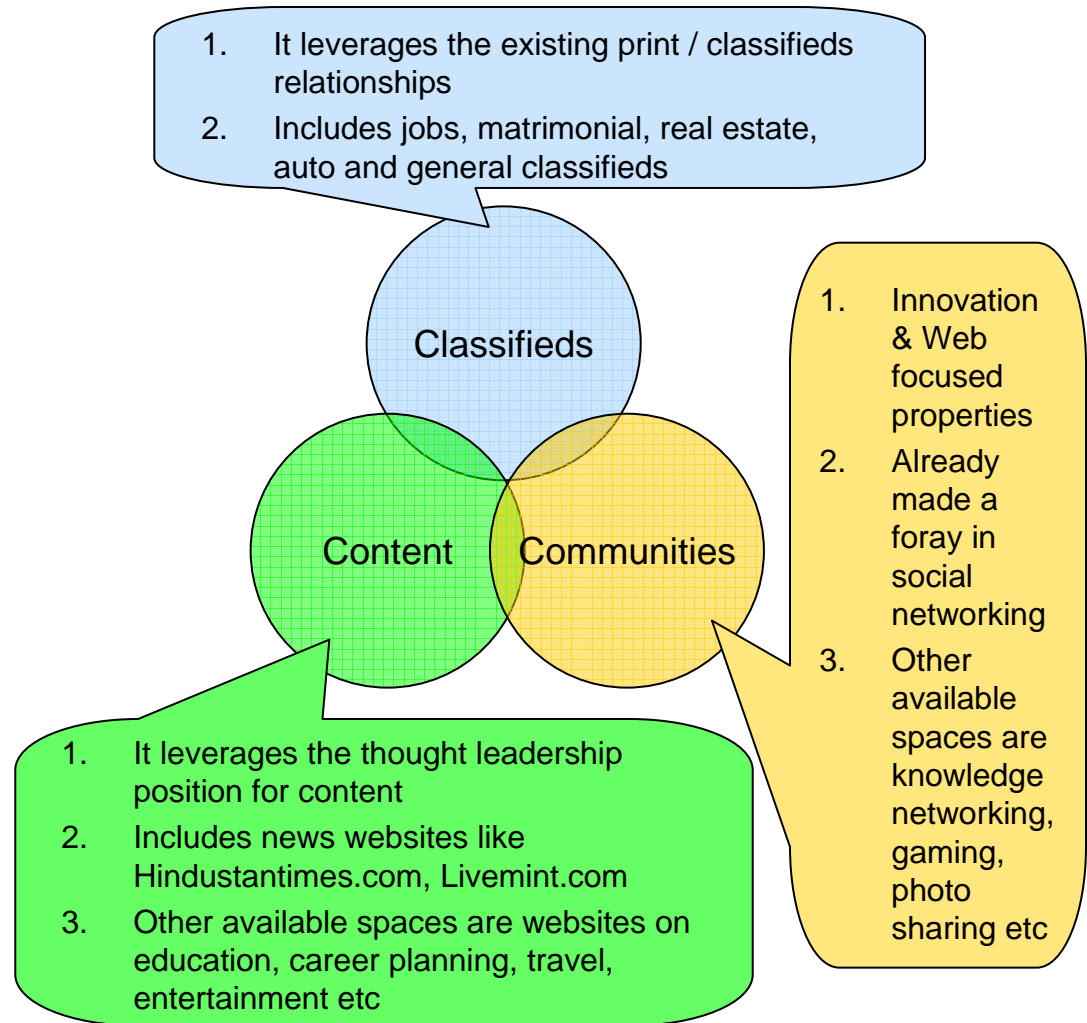 1. It leverages the existing print / classifieds
relationships
2. Includes jobs, matrimonial, real estate,
auto and general classifieds
Classifieds
Content
Communities
1. Innovation
& Web
focused
properties
2. Already
made a
foray in
social
networking
3. Other
available
spaces are
knowledge
networking,
gaming,
photo
sharing etc
1. It leverages the thought leadership
position for content
2. Includes news websites like
Hindustantimes.com, Livemint.com
3. Other available spaces are websites on
education, career planning, travel,
entertainment etc